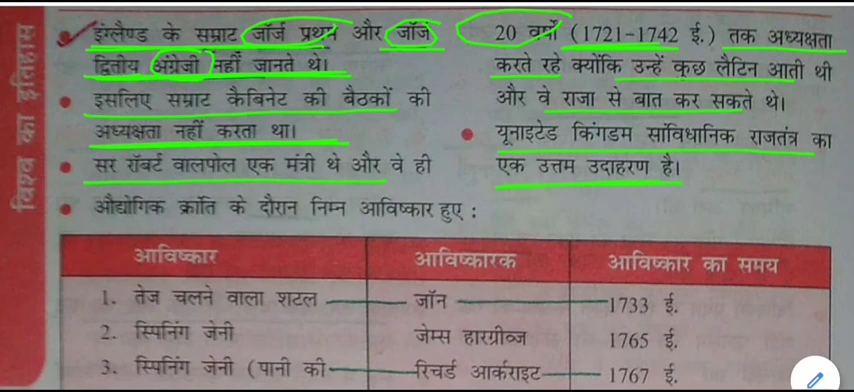 विश्व का इतिहास
इंग्लैण्ड के सम्राट जॉर्ज प्रथम और जॉर्ज
द्वितीय अंग्रेजी नहीं जानते थे।
इसलिए सम्राट कैबिनेट की बैठकों की
अध्यक्षता नहीं करता था।
सर रॉबर्ट वालपोल एक मंत्री थे और वे ही
20 वर्षों (1721-1742 ई.) तक अध्यक्षता
करते रहे क्योंकि उन्हें कुछ लैटिन आती थी
और वे राजा से बात कर सकते थे।
यूनाइटेड किंगडम सांविधानिक राजतंत्र का
एक उत्तम उदाहरण है।
औद्योगिक क्रांति के दौरान निम्न आविष्कार हुए :
आविष्कार आविष्कारक आविष्कार का समय
1. तेज चलने वाला शटल जॉन 1733 ई.
2. स्पिनिंग जेनी जेम्स हारग्रीव्ज 1765 ई.
3. स्पिनिंग जेनी (पानी की रिचर्ड आर्कराइट 1767 ई.